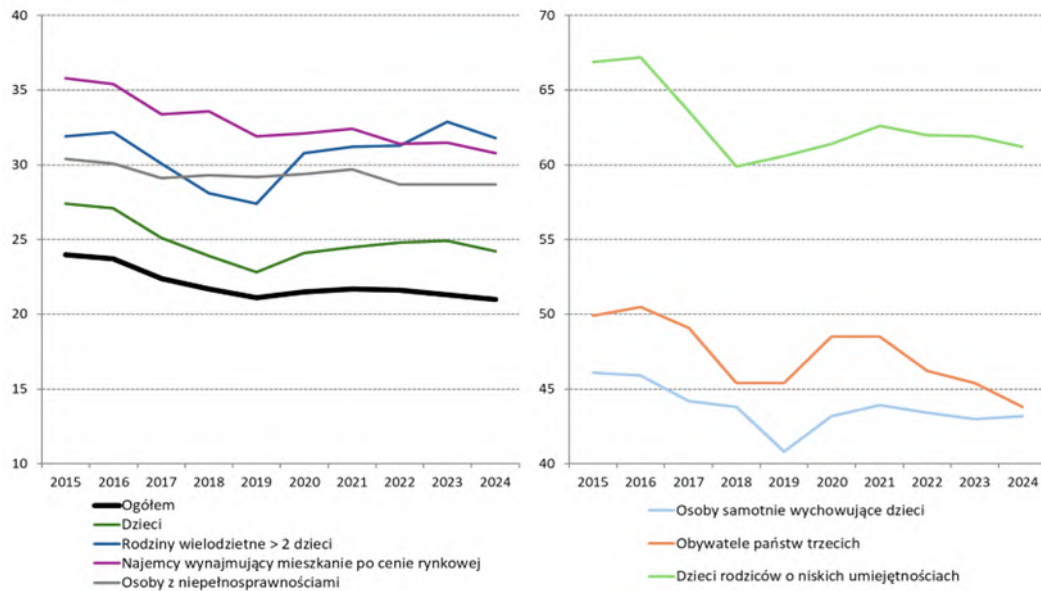 40
35
30
25
20
15
10
2015 2016 2017 2018 2019 2020 2021 2022 2023 2024
Ogółem
Dzieci
Rodziny wielodzietne > 2 dzieci
Najemcy wynajmujący mieszkanie po cenie rynkowej
Osoby z niepełnosprawnościami
70
65
60
55
50
45
40
2015 2016 2017 2018 2019 2020 2021 2022 2023 2024
Osoby samotnie wychowujące dzieci
Obywatele państw trzecich
Dzieci rodziców o niskich umiejętnościach